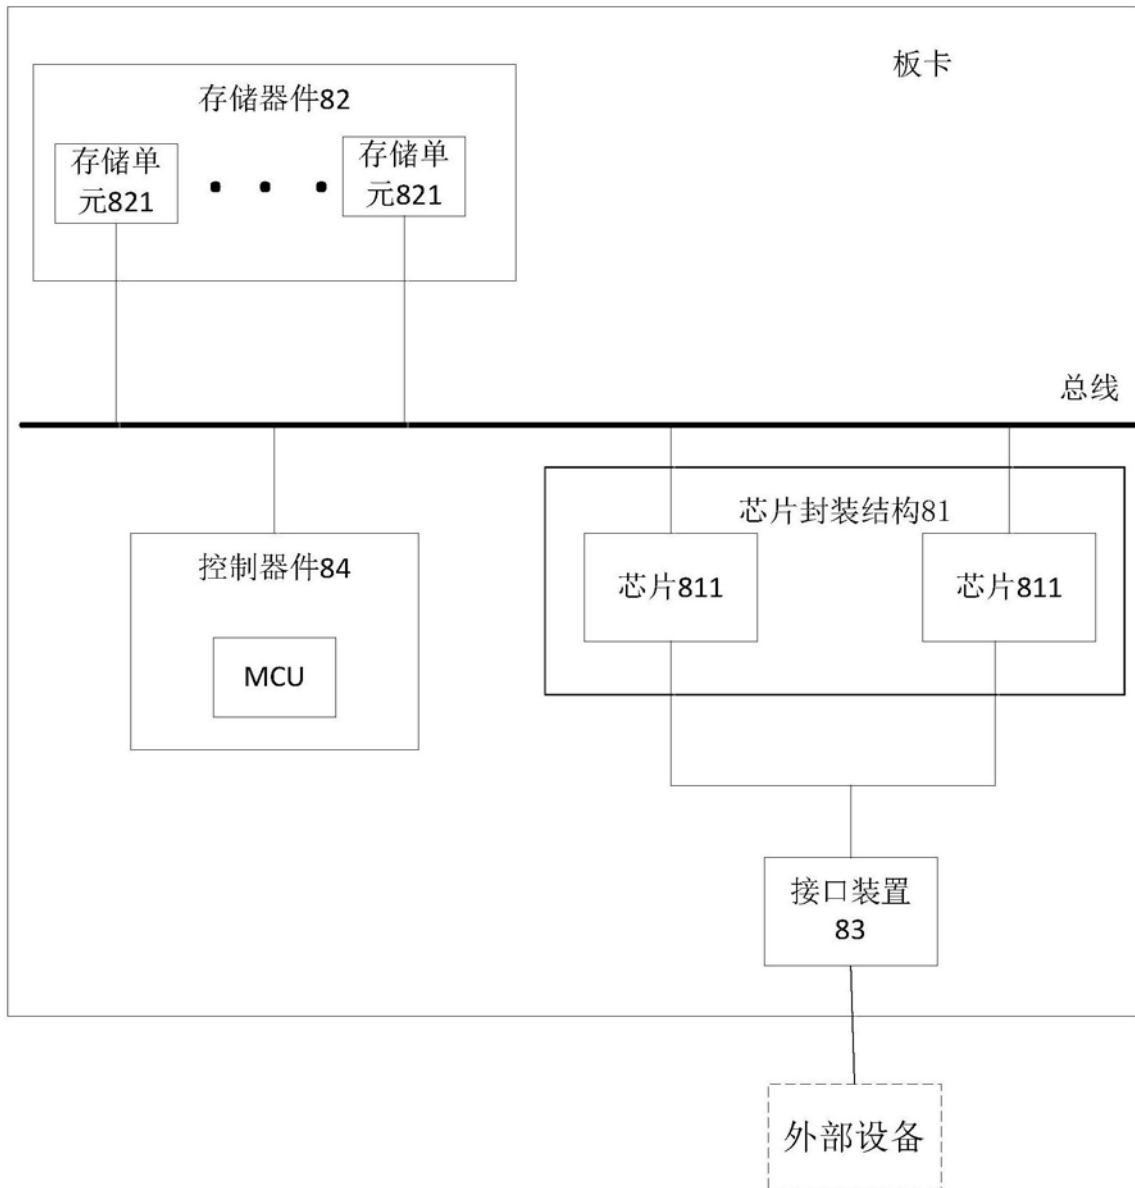 板卡
存储器件82
存储单
元821
存储单
元821
总线
芯片封装结构81
控制器件84
芯片811
芯片811
MCU
接口装置
83
外部设备